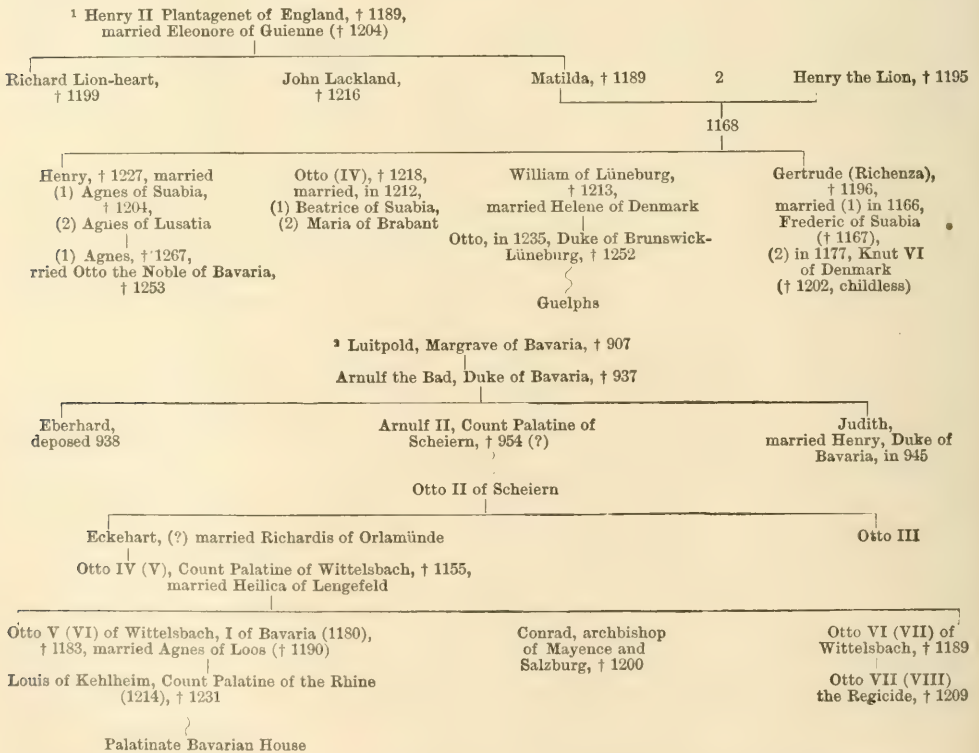 ¹ Henry II Plantagenet of England, † 1189,
married Eleonore of Guienne († 1204)
Richard Lion-heart,
† 1199
John Lackland,
† 1216
Matilda, † 1189
2
Henry the Lion, † 1195
1168
Henry, † 1227, married
(1) Agnes of Suabia,
† 1204,
(2) Agnes of Lusatia
(1) Agnes, † 1267,
rried Otto the Noble of Bavaria,
† 1253
Otto (IV), † 1218,
married, in 1212,
(1) Beatrice of Suabia,
(2) Maria of Brabant
William of Lüneburg,
† 1213,
married Helene of Denmark
Otto, in 1235, Duke of Brunswick-
Lüneburg, † 1252
Guelphs
Gertrude (Richenza),
† 1196,
married (1) in 1166,
Frederic of Suabia
(† 1167),
(2) in 1177, Knut VI
of Denmark
(† 1202, childless)
³ Luitpold, Margrave of Bavaria, † 907
Arnulf the Bad, Duke of Bavaria, † 937
Eberhard,
deposed 938
Arnulf II, Count Palatine of
Scheiern, † 954 (?)
Judith,
married Henry, Duke of
Bavaria, in 945
Otto II of Scheiern
Eckehart, (?) married Richardis of Orlamünde
Otto III
Otto IV (V), Count Palatine of Wittelsbach, † 1155,
married Heilica of Lengefeld
Otto V (VI) of Wittelsbach, I of Bavaria (1180),
† 1183, married Agnes of Loos († 1190)
Louis of Kehlheim, Count Palatine of the Rhine
(1214), † 1231
Palatinate Bavarian House
Conrad, archbishop
of Mayence and
Salzburg, † 1200
Otto VI (VII) of
Wittelsbach, † 1189
Otto VII (VIII)
the Regicide, † 1209